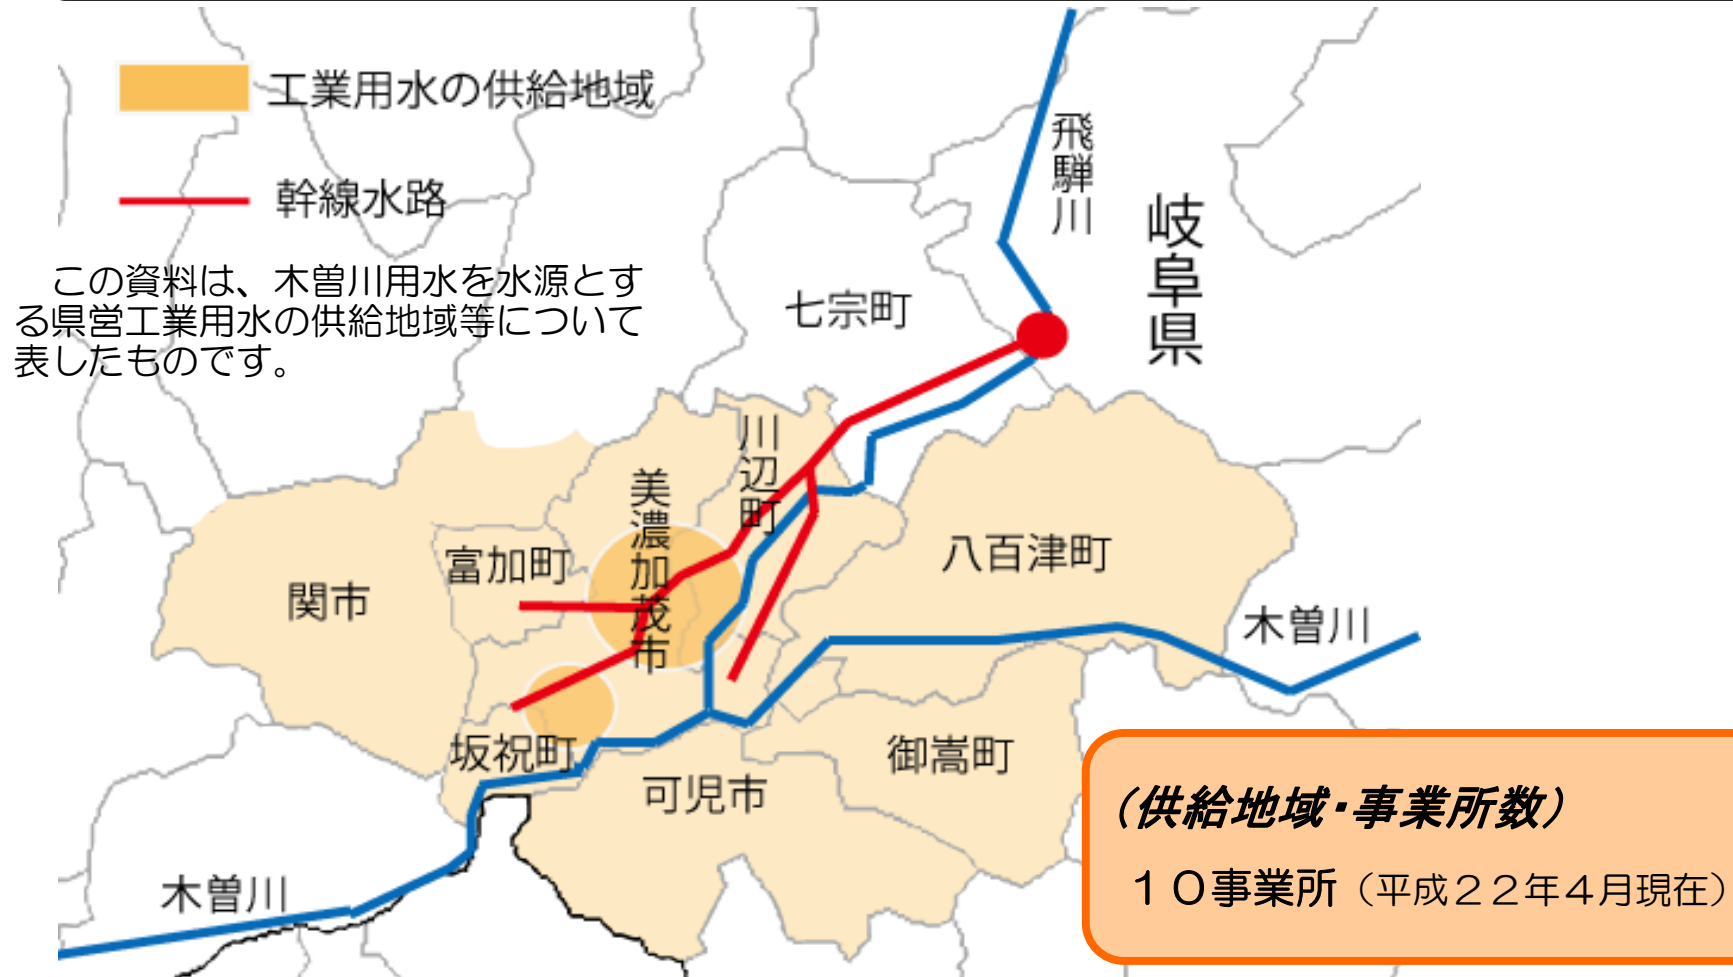 工業用水の供給地域
幹線水路
この資料は、木曽川用水を水源とす
る県営工業用水の供給地域等について
表したものです。
飛騨川
岐阜県
七宗町
川辺町
美濃加茂市
富加町
八百津町
関市
木曽川
坂祝町
御嵩町
可児市
木曽川
（供給地域・事業所数）
１０事業所（平成２２年４月現在）